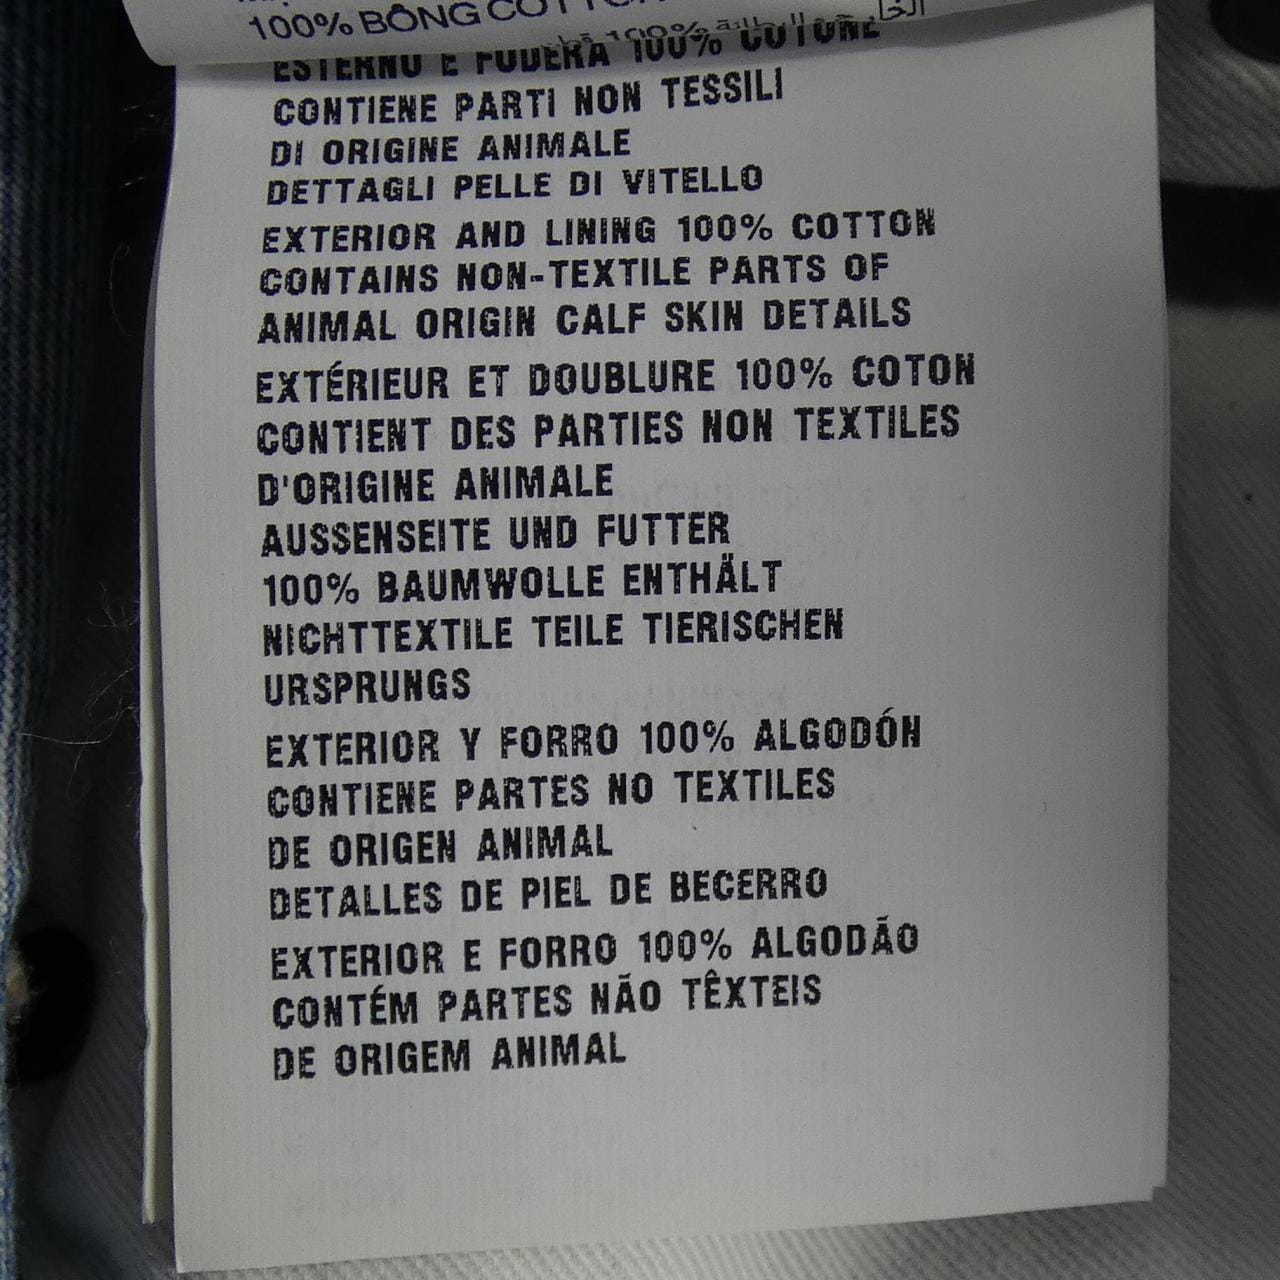 100% BÔNG COTTON
ESTERNO E FODERA 100% COTONE
CONTIENE PARTI NON TESSILI
DI ORIGINE ANIMALE
DETTAGLI PELLE DI VITELLO
EXTERIOR AND LINING 100% COTTON
CONTAINS NON-TEXTILE PARTS OF
ANIMAL ORIGIN CALF SKIN DETAILS
EXTÉRIEUR ET DOUBLURE 100% COTON
CONTIENT DES PARTIES NON TEXTILES
D'ORIGINE ANIMALE
AUSSENSEITE UND FUTTER
100% BAUMWOLLE ENTHÄLT
NICHTTEXTILE TEILE TIERISCHEN
URSPRUNGS
EXTERIOR Y FORRO 100% ALGODÓN
CONTIENE PARTES NO TEXTILES
DE ORIGEN ANIMAL
DETALLES DE PIEL DE BECERRO
EXTERIOR E FORRO 100% ALGODÃO
CONTÉM PARTES NÃO TÊXTEIS
DE ORIGEM ANIMAL